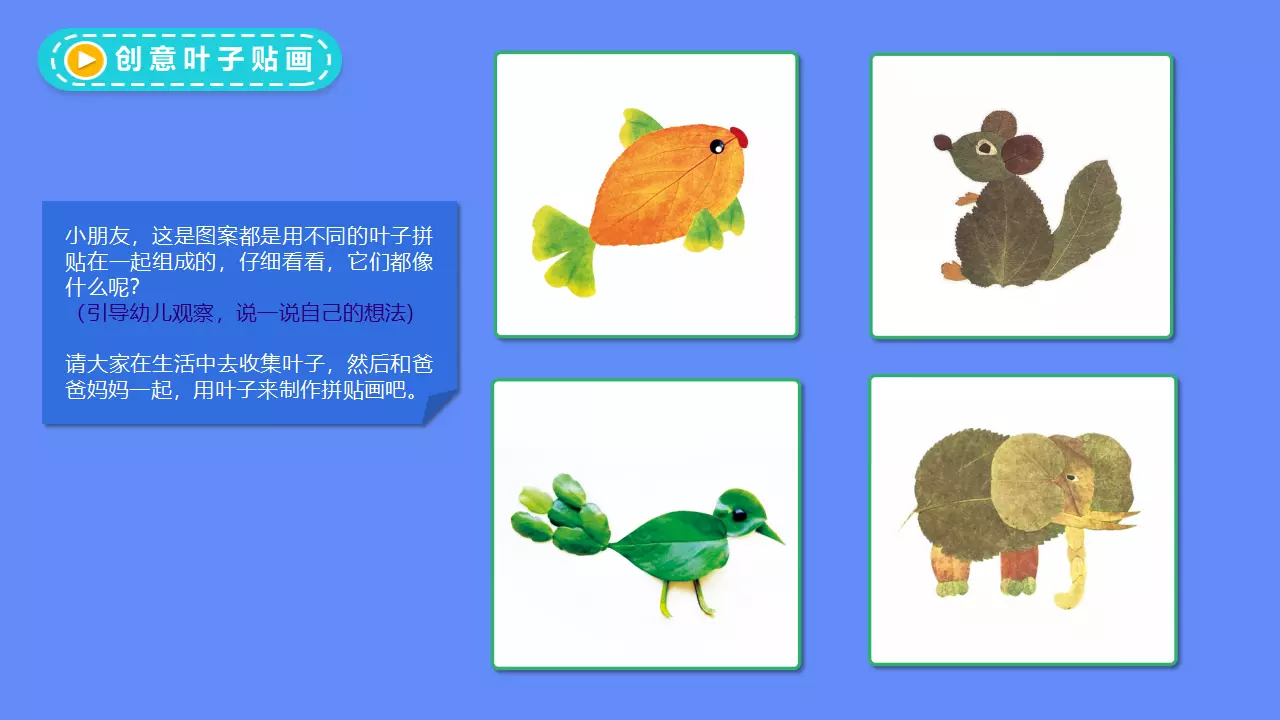 创意叶子贴画
小朋友，这是图案都是用不同的叶子拼
贴在一起组成的，仔细看看，它们都像
什么呢?
（引导幼儿观察，说一说自己的想法)
请大家在生活中去收集叶子，然后和爸
爸妈妈一起，用叶子来制作拼贴画吧。